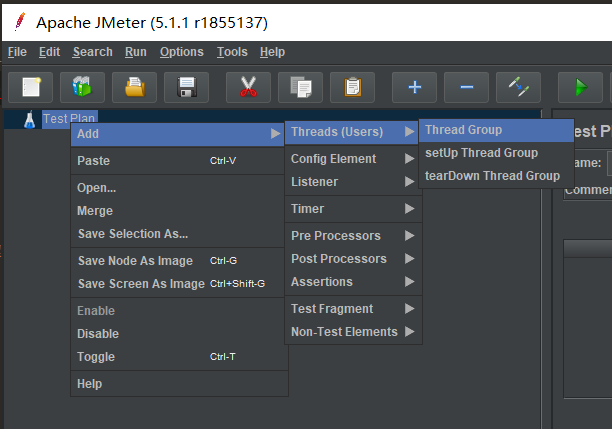 Apache JMeter (5.1.1 r1855137)
File Edit Search Run Options Tools Help
Test Plan
Add
Paste Ctrl-V
Open...
Merge
Save Selection As...
Save Node As Image Ctrl-G
Save Screen As Image Ctrl+Shift-G
Enable
Disable
Toggle Ctrl-T
Help
Threads (Users)
Config Element
Listener
Timer
Pre Processors
Post Processors
Assertions
Test Fragment
Non-Test Elements
Thread Group
setUp Thread Group
tearDown Thread Group
Test P
ame:
Commen